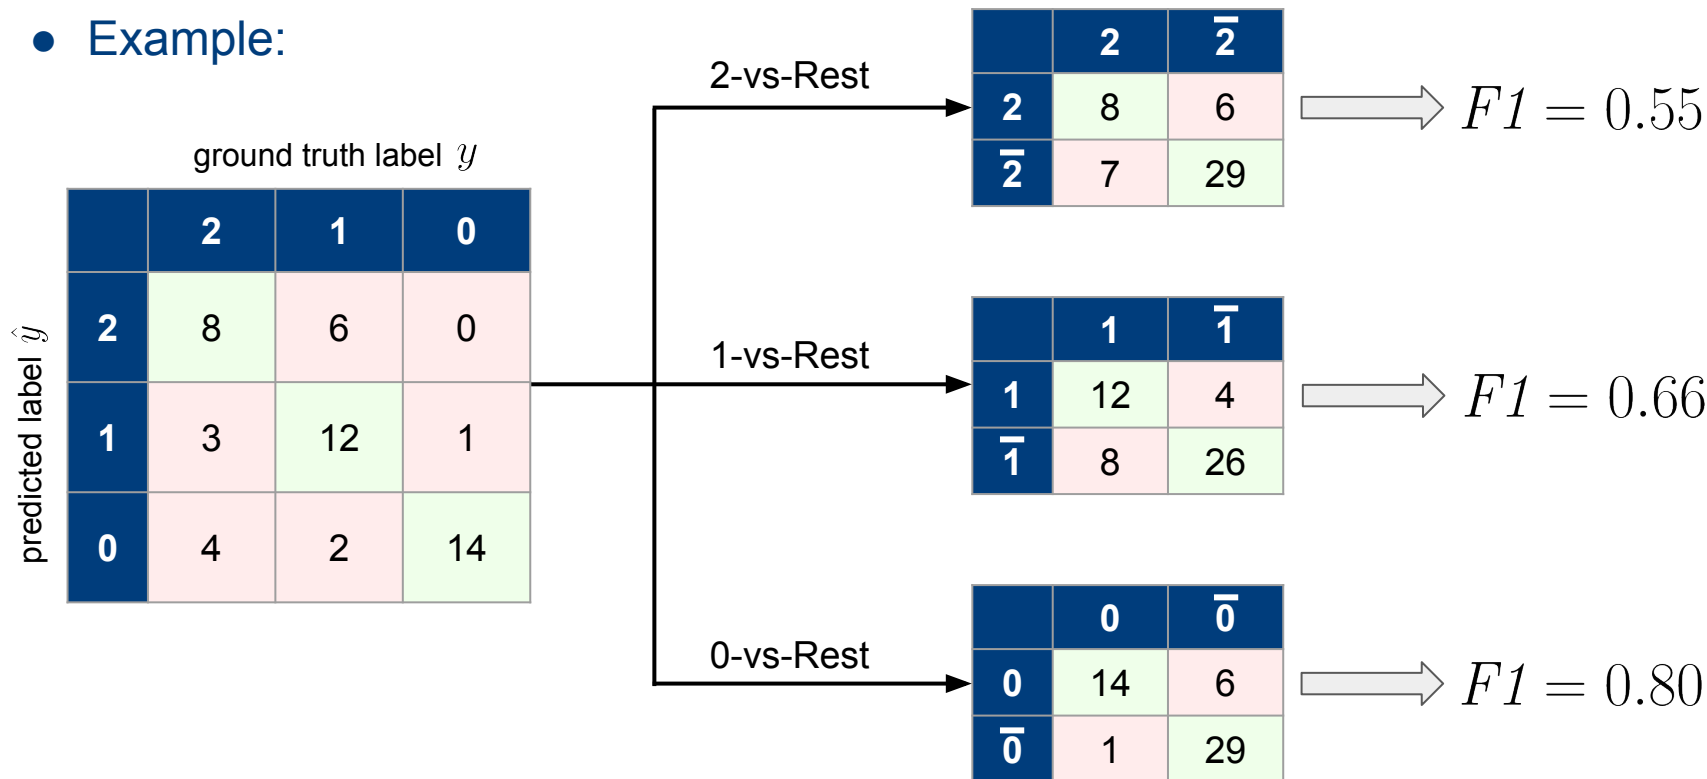 ● Example:
ground truth label y
predicted label ŷ
2 1 0
2 8 6 0
1 3 12 1
0 4 2 14
2-vs-Rest
2 2̅
2 8 6
2̅ 7 29
F1 = 0.55
1-vs-Rest
1 1̅
1 12 4
1̅ 8 26
F1 = 0.66
0-vs-Rest
0 0̅
0 14 6
0̅ 1 29
F1 = 0.80